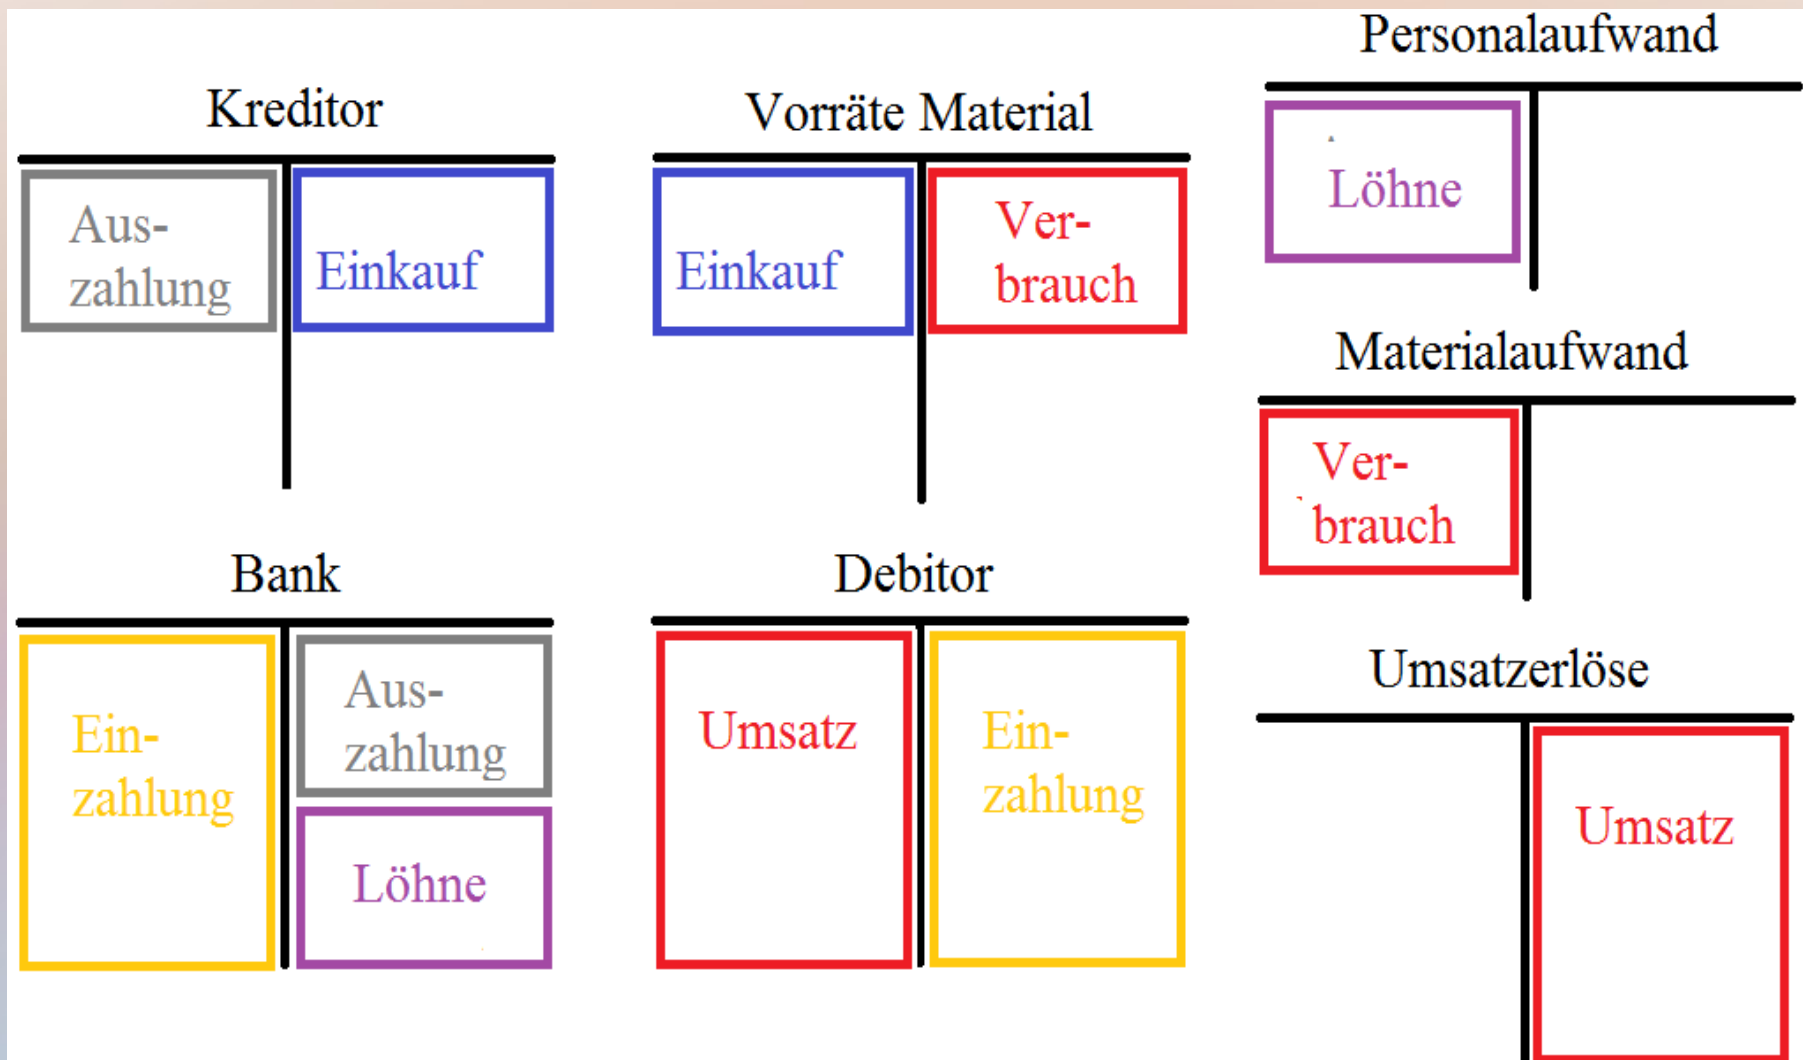 Kreditor
Aus-
zahlung
Einkauf
Vorräte Material
Einkauf
Ver-
brauch
Personalaufwand
Löhne
Materialaufwand
Ver-
brauch
Bank
Ein-
zahlung
Aus-
zahlung
Löhne
Debitor
Umsatz
Ein-
zahlung
Umsatzerlöse
Umsatz